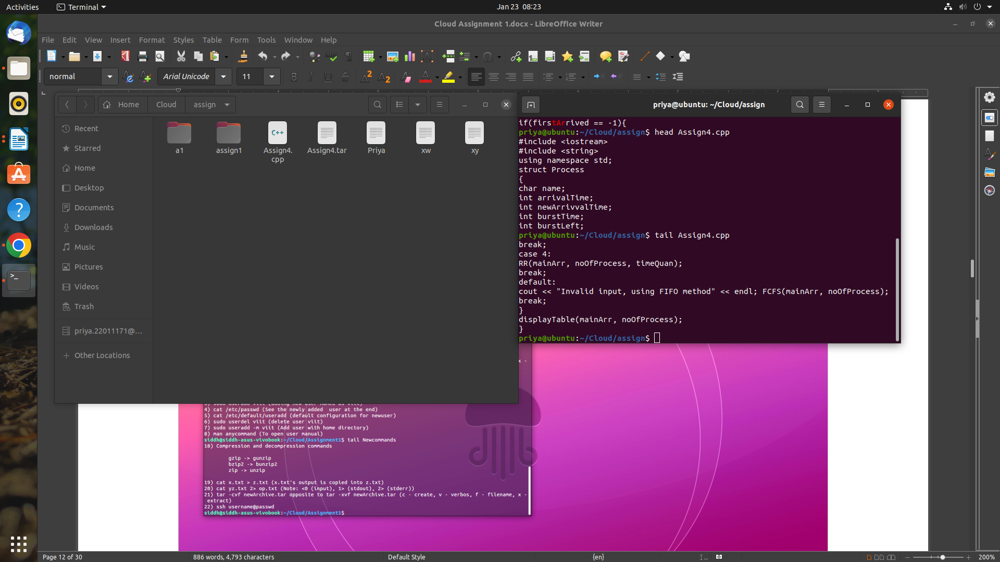 Activities
Terminal
Jan 23 08:23
Cloud Assignment 1.docx - LibreOffice Writer
File Edit View Insert Format Styles Table Form Tools Window Help
normal
Arial Unicode
11
Home Cloud assign
Recent
Starred
Home
Desktop
Documents
Downloads
Music
Pictures
Videos
Trash
priya.22011171@...
Other Locations
a1
assign1
Assign4.
cpp
Assign4.tar
Priya
xw
xy
priya@ubuntu: ~/Cloud/assign
if(firstArrived == -1){
priya@ubuntu:~/Cloud/assign$ head Assign4.cpp
#include <iostream>
#include <string>
using namespace std;
struct Process
{
char name;
int arrivalTime;
int newArrivvalTime;
int burstTime;
int burstLeft;
priya@ubuntu:~/Cloud/assign$ tail Assign4.cpp
break;
case 4:
RR(mainArr, noOfProcess, timeQuan);
break;
default:
cout << "Invalid input, using FIFO method" << endl; FCFS(mainArr, noOfProcess);
break;
}
displayTable(mainArr, noOfProcess);
}
priya@ubuntu:~/Cloud/assign$
x -
3) sudo useradd viit (adding new user named as viit)
4) cat /etc/passwd (See the newly added user at the end)
5) cat /etc/default/useradd (default configuration for newuser)
6) sudo userdel viit (delete user viit)
7) sudo useradd -m viit (Add user with home directory)
8) man anycommand (To open user manual)
siddh@siddh-asus-vivobook:~/Cloud/Assignment1$ tail Newcommands
18) Compression and decompression commands
gzip -> gunzip
bzip2 -> bunzip2
zip -> unzip
19) cat x.txt > z.txt (x.txt's output is copied into z.txt)
20) cat yz.txt 2> op.txt (Note: <0 (input), 1> (stdout), 2> (stderr))
21) tar -cvf newArchive.tar opposite to tar -xvf newArchive.tar (c - create, v - verbos, f - filename, x -
extract)
22) ssh username@passwd
siddh@siddh-asus-vivobook:~/Cloud/Assignment1$
Page 12 of 30
886 words, 4,793 characters
Default Style
{en}
200%